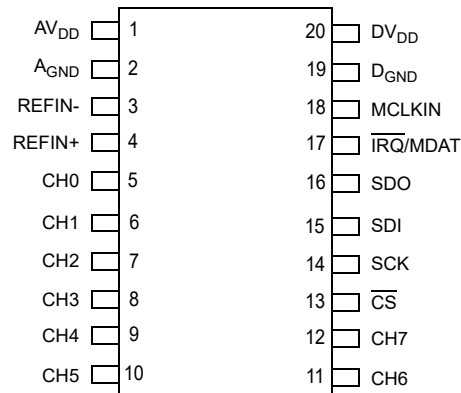 AVDD 1 20 DVDD
AGND 2 19 DGND
REFIN- 3 18 MCLKIN
REFIN+ 4 17 IRQ/MDAT
CH0 5 16 SDO
CH1 6 15 SDI
CH2 7 14 SCK
CH3 8 13 CS
CH4 9 12 CH7
CH5 10 11 CH6